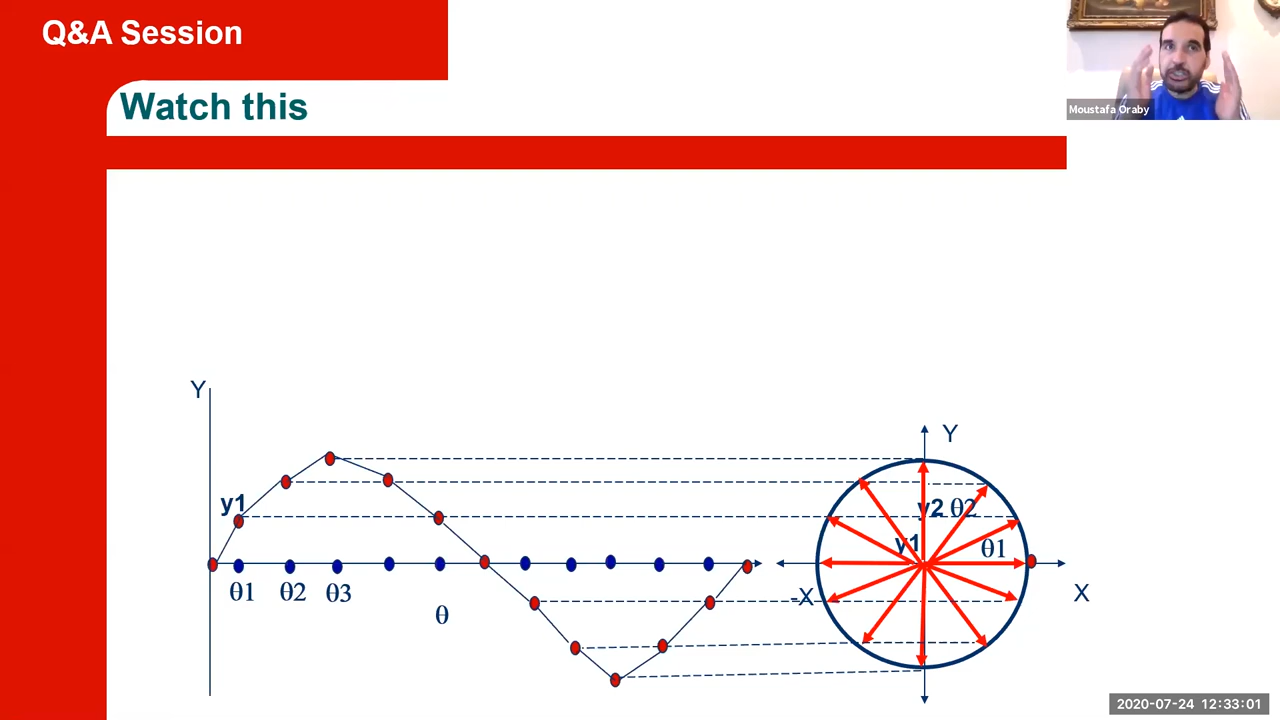 Q&A Session
Watch this
Moustafa Oraby
Y
Y
y1
y2 θ2
y1
θ1
θ1 θ2 θ3
-X
X
θ
2020-07-24 12:33:01